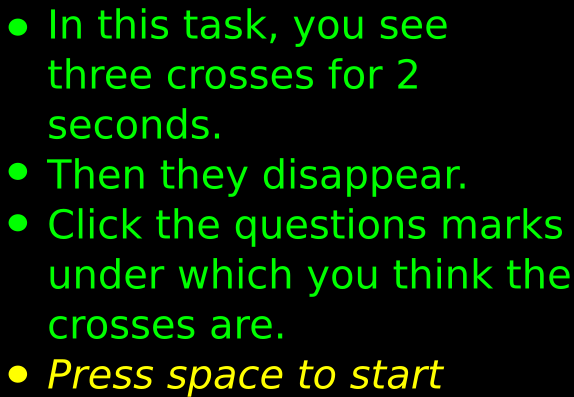 In this task, you see
three crosses for 2
seconds.
Then they disappear.
Click the questions marks
under which you think the
crosses are.
Press space to start